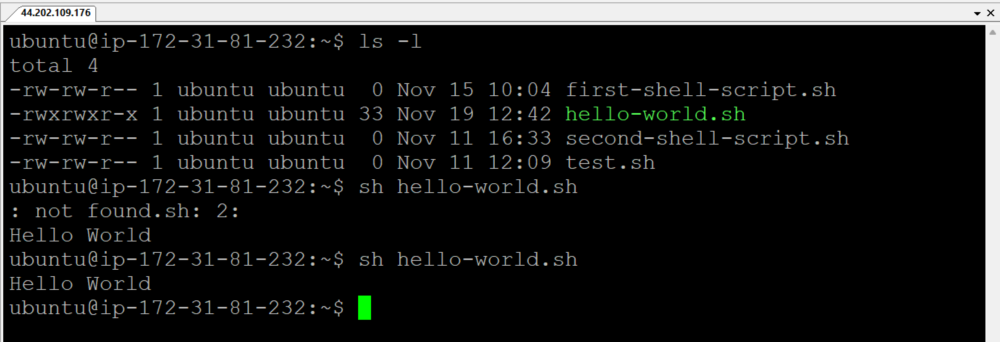 44.202.109.176
ubuntu@ip-172-31-81-232:~$ ls -l
total 4
-rw-rw-r-- 1 ubuntu ubuntu  0 Nov 15 10:04 first-shell-script.sh
-rwxrwxr-x 1 ubuntu ubuntu 33 Nov 19 12:42 hello-world.sh
-rw-rw-r-- 1 ubuntu ubuntu  0 Nov 11 16:33 second-shell-script.sh
-rw-rw-r-- 1 ubuntu ubuntu  0 Nov 11 12:09 test.sh
ubuntu@ip-172-31-81-232:~$ sh hello-world.sh
: not found.sh: 2:
Hello World
ubuntu@ip-172-31-81-232:~$ sh hello-world.sh
Hello World
ubuntu@ip-172-31-81-232:~$